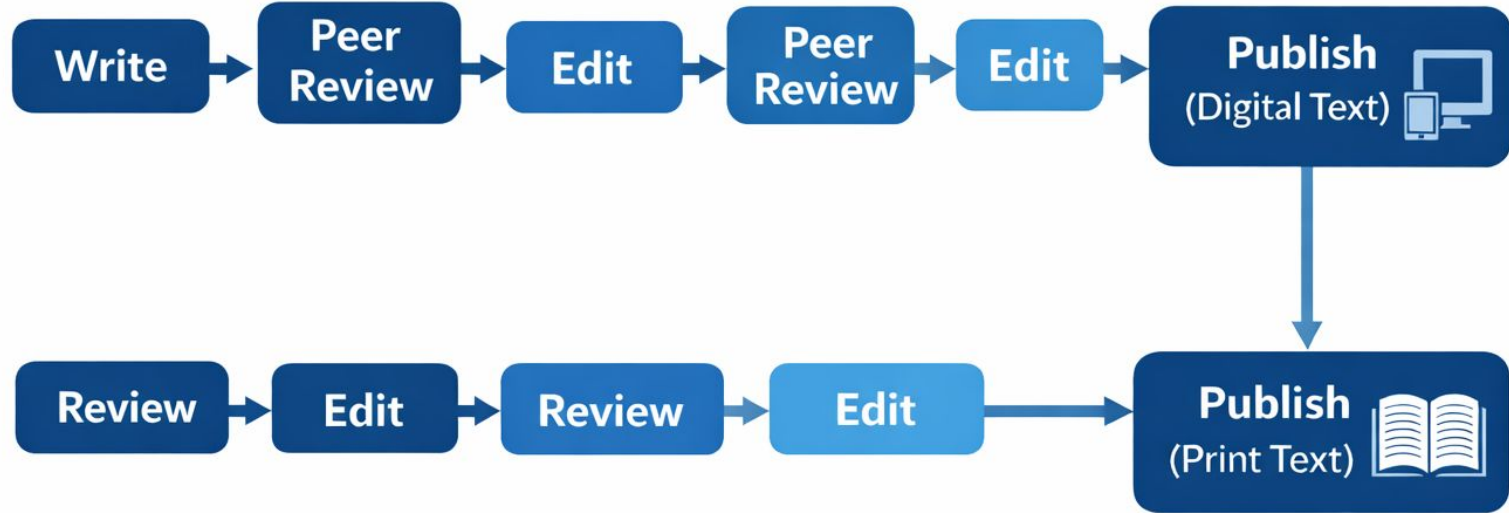 Write
Peer
Review
Edit
Peer
Review
Edit
Publish
(Digital Text)
Review
Edit
Review
Edit
Publish
(Print Text)